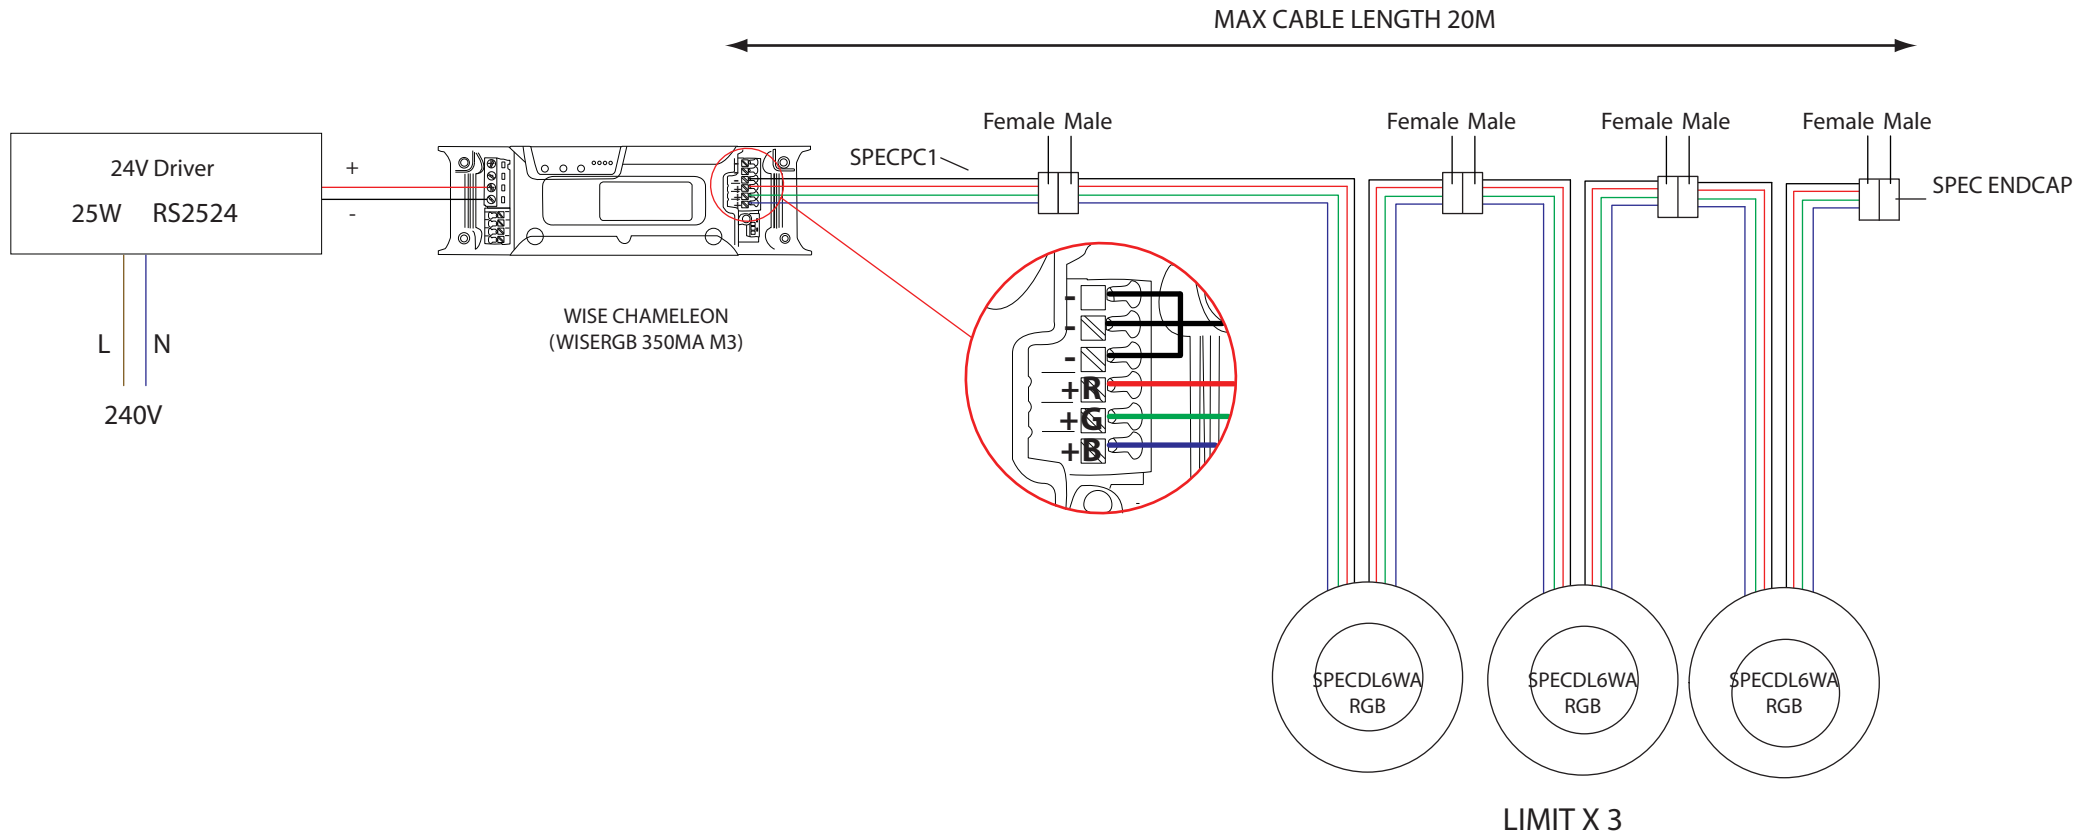 MAX CABLE LENGTH 20M
Female Male
Female Male
Female Male
Female Male
24V Driver
25W RS2524
+
-
SPECPC1
SPEC ENDCAP
WISE CHAMELEON
(WISERGB 350MA M3)
L N
240V
-
-
-
+R
+G
+B
SPECDL6WA
RGB
SPECDL6WA
RGB
SPECDL6WA
RGB
LIMIT X 3